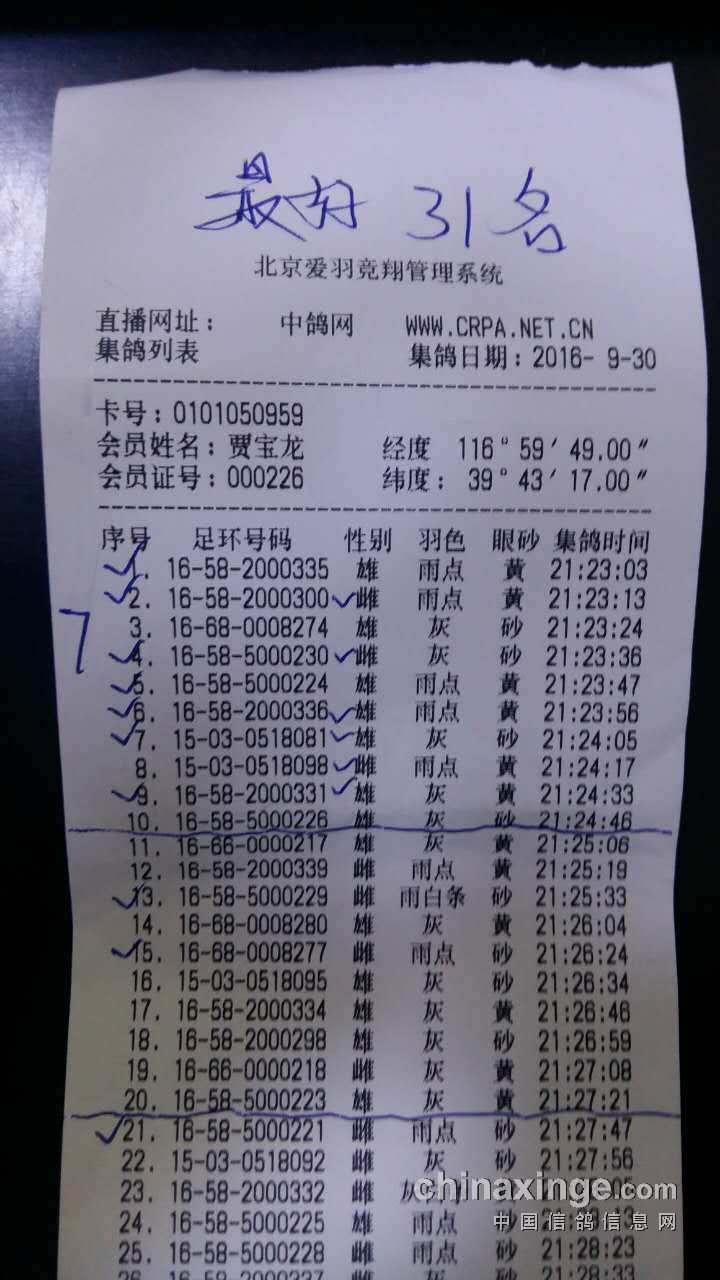 最好 31名
北京爱羽竞翔管理系统
直播网址： 中鸽网 WWW.CRPA.NET.CN
集鸽列表 集鸽日期：2016- 9-30
卡号：0101050959
会员姓名：贾宝龙 经度 116°59′49.00″
会员证号：000226 纬度： 39°43′17.00″
序号 足环号码 性别 羽色 眼砂 集鸽时间
1. 16-58-2000335 雄 雨点 黄 21:23:03
2. 16-58-2000300 雌 雨点 黄 21:23:13
3. 16-68-0008274 雄 灰 砂 21:23:24
7
4. 16-58-5000230 雌 灰 砂 21:23:36
5. 16-58-5000224 雄 雨点 黄 21:23:47
6. 16-58-2000336 雄 雨点 黄 21:23:56
7. 15-03-0518081 雄 灰 砂 21:24:05
8. 15-03-0518098 雌 雨点 黄 21:24:17
9. 16-58-2000331 雄 灰 黄 21:24:33
10. 16-58-5000226 雄 灰 砂 21:24:46
11. 16-66-0000217 雄 灰 黄 21:25:06
12. 16-58-2000339 雌 雨点 黄 21:25:19
13. 16-58-5000229 雌 雨白条 砂 21:25:33
14. 16-68-0008280 雄 灰 黄 21:26:04
15. 16-68-0008277 雌 雨点 砂 21:26:24
16. 15-03-0518095 雄 灰 砂 21:26:34
17. 16-58-2000334 雄 灰 黄 21:26:46
18. 16-58-2000298 雄 灰 砂 21:26:59
19. 16-66-0000218 雌 灰 黄 21:27:08
20. 16-58-5000223 雄 灰 黄 21:27:21
21. 16-58-5000221 雌 雨点 砂 21:27:47
22. 15-03-0518092 雌 灰 砂 21:27:56
23. 16-58-2000332 雌
chinaxinge.com
24. 16-58-5000225 雄 雨点
中国信鸽信息网
25. 16-58-5000228 雌 雨点 砂 21:28:23